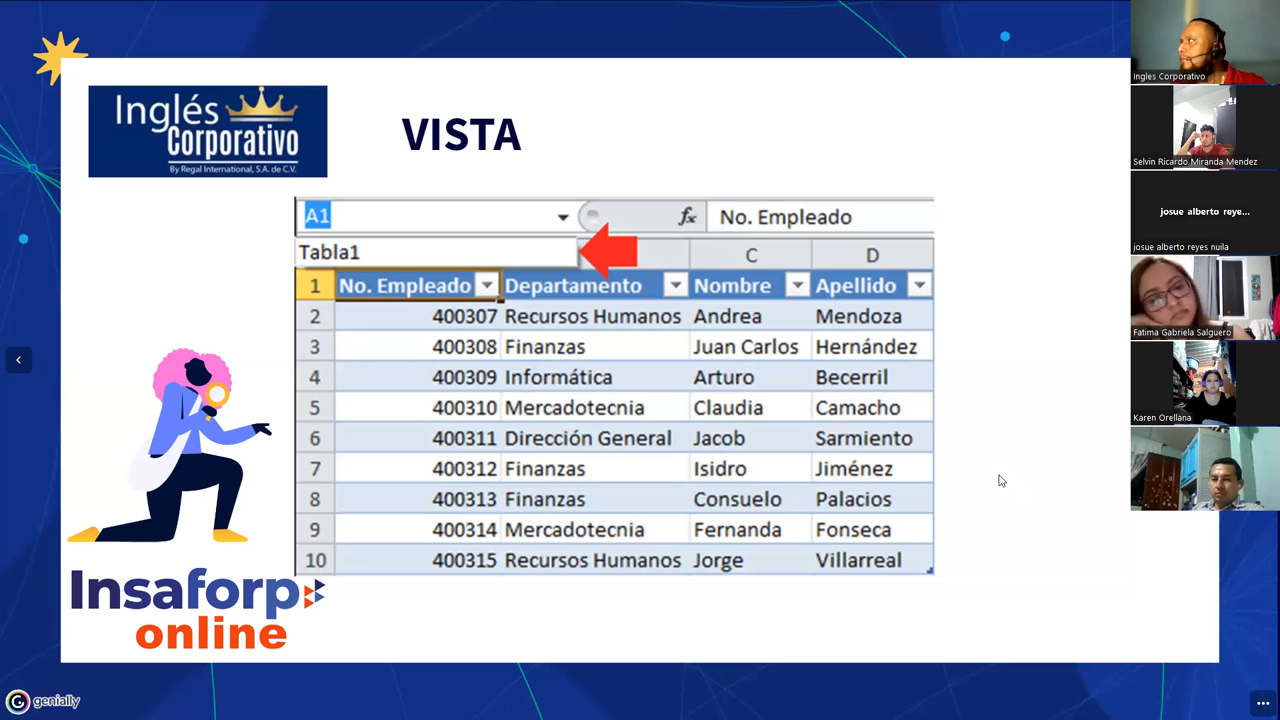 Inglés
Corporativo
By Regal International, S.A. de C.V.
VISTA
A1 fx No. Empleado
Tabla1 C D
1 No. Empleado Departamento Nombre Apellido
2 400307 Recursos Humanos Andrea Mendoza
3 400308 Finanzas Juan Carlos Hernández
4 400309 Informática Arturo Becerril
5 400310 Mercadotecnia Claudia Camacho
6 400311 Dirección General Jacob Sarmiento
7 400312 Finanzas Isidro Jiménez
8 400313 Finanzas Consuelo Palacios
9 400314 Mercadotecnia Fernanda Fonseca
10 400315 Recursos Humanos Jorge Villarreal
Insaforp
online
genially
Ingles Corporativo
Selvin Ricardo Miranda Mendez
josue alberto reye...
josue alberto reyes nuila
Fatima Gabriela Salguero
Karen Orellana